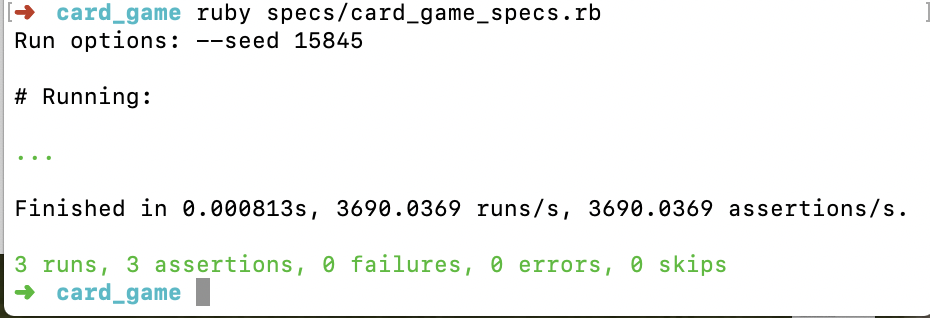 [➜ card_game ruby specs/card_game_specs.rb ]
Run options: --seed 15845
# Running:
...
Finished in 0.000813s, 3690.0369 runs/s, 3690.0369 assertions/s.
3 runs, 3 assertions, 0 failures, 0 errors, 0 skips
➜ card_game